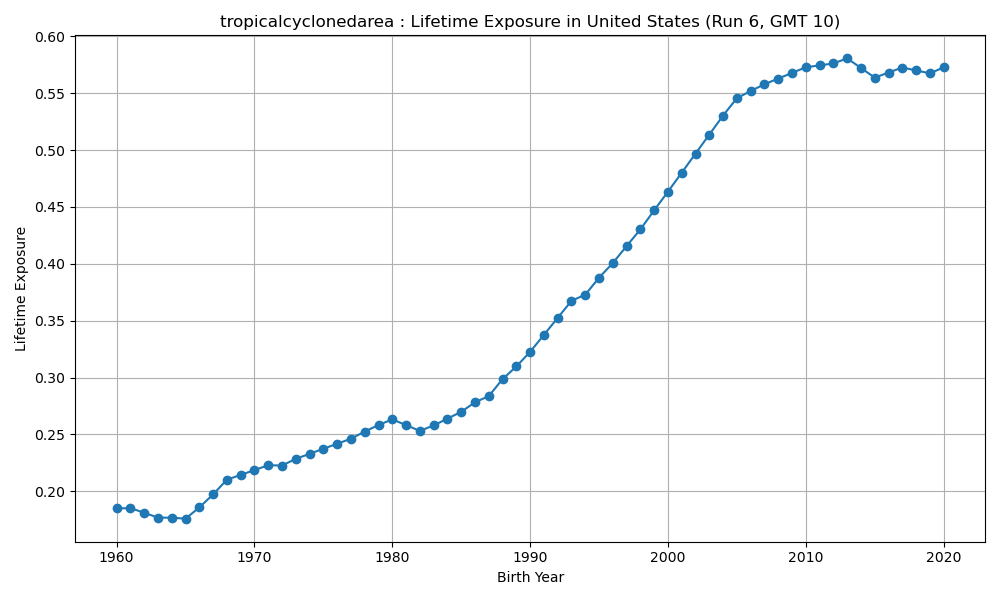 tropicalcyclonedarea : Lifetime Exposure in United States (Run 6, GMT 10)
0.60
0.55
0.50
0.45
0.40
0.35
0.30
0.25
0.20
Lifetime Exposure
1960 1970 1980 1990 2000 2010 2020
Birth Year